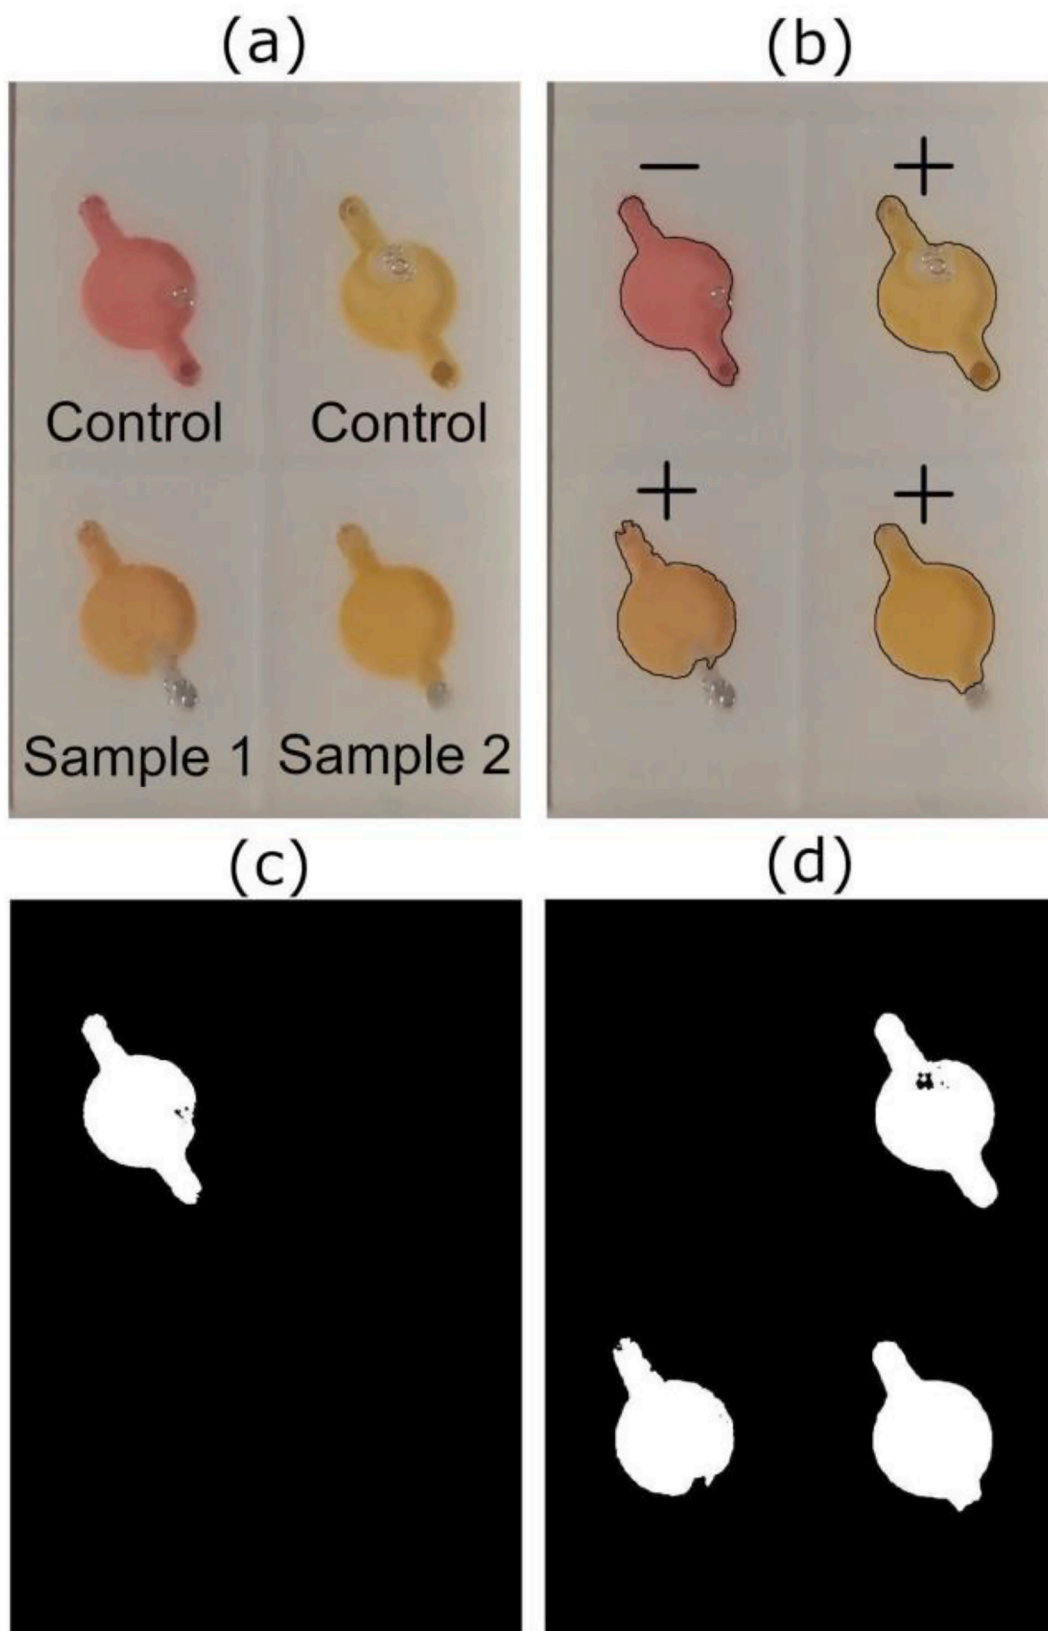 (a) (b)
− +
Control Control
+ +
Sample 1 Sample 2
(c) (d)